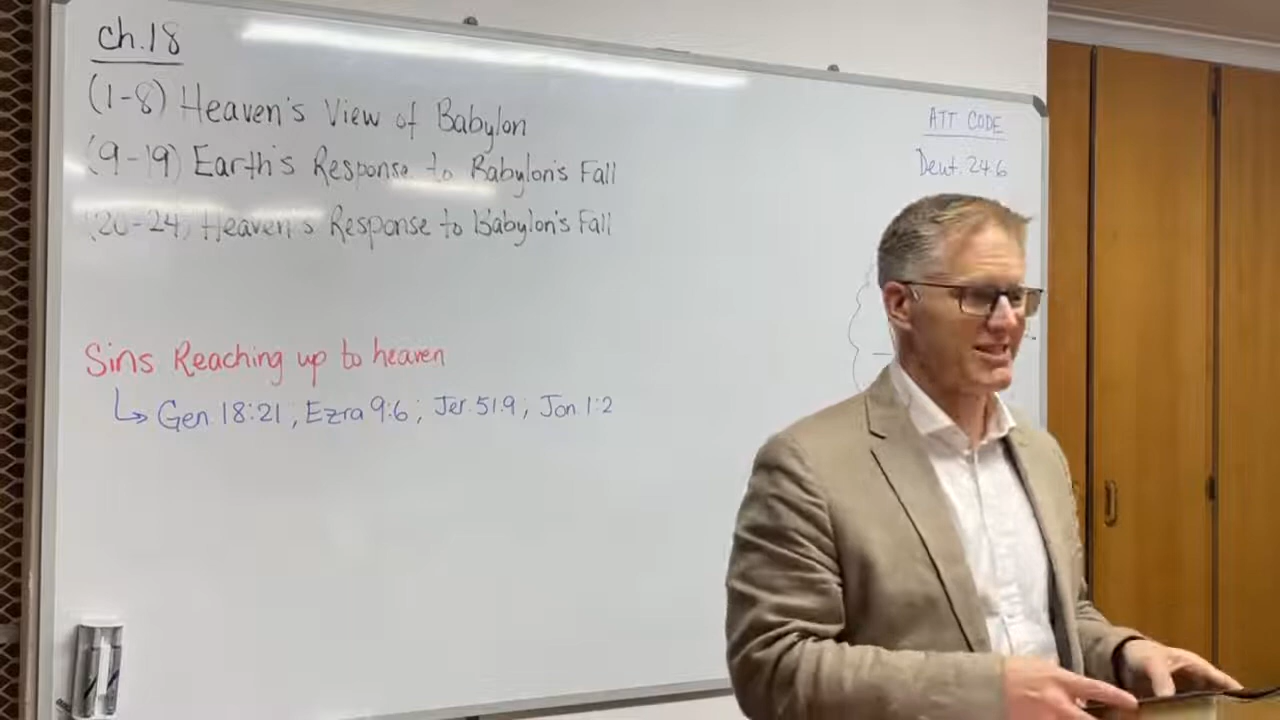 Ch.18
(1-8) Heaven's View of Babylon
(9-19) Earth's Response to Babylon's Fall
(20-24) Heaven's Response to Babylon's Fall
Sins Reaching up to heaven
↳ Gen 18:21; Ezra 9:6; Jer. 51:9; Jon. 1:2
ATT CODE
Deut. 24:6